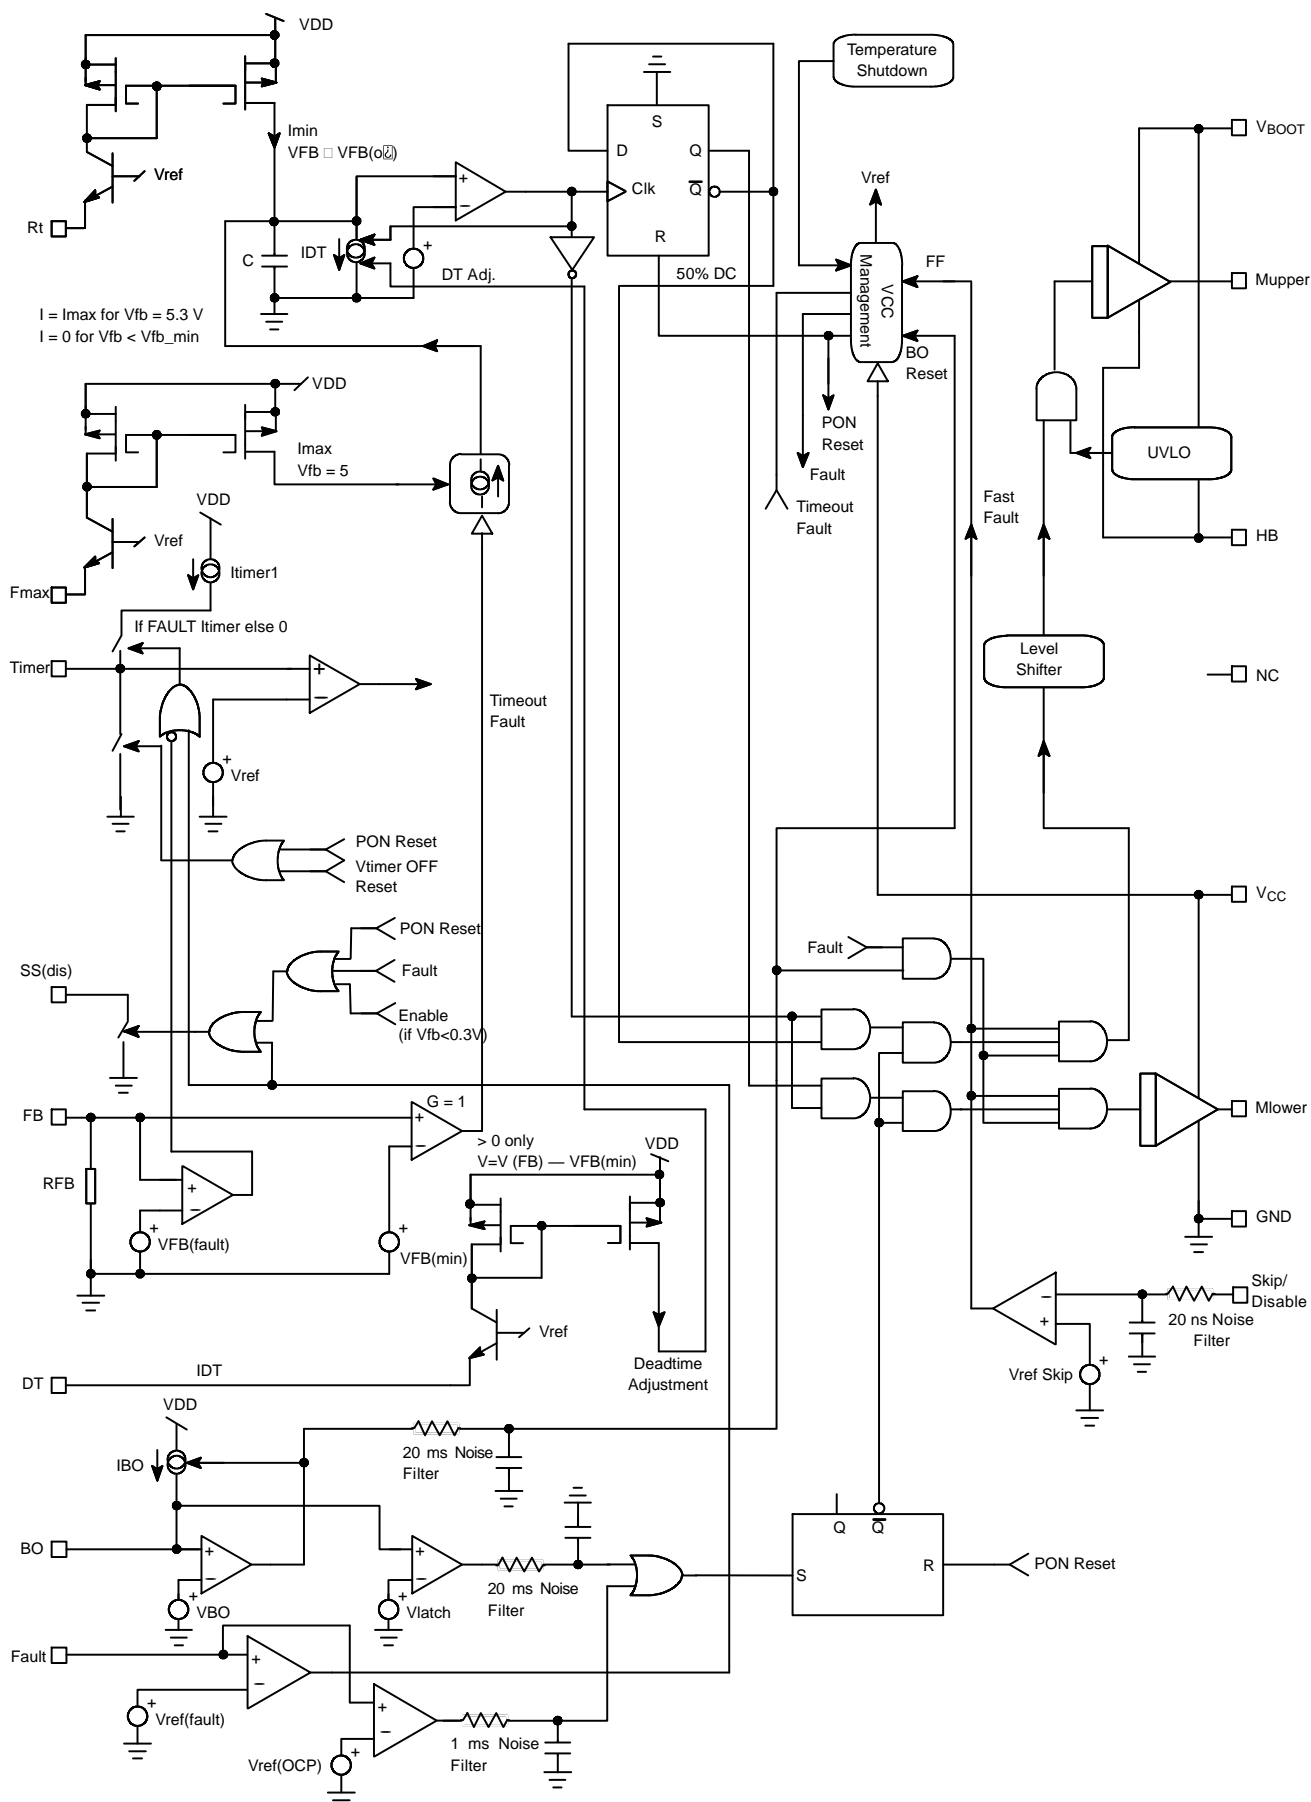 VDD
Temperature
Shutdown
VBOOT
Imin
VFB VFB(o
S
D
Q
Vref
Clk
Q
Vref
Rt
+
−
R
C
IDT
+
DT Adj.
50% DC
VCC
Management
FF
Mupper
I = Imax for Vfb = 5.3 V
I = 0 for Vfb < Vfb_min
BO
Reset
VDD
PON
Reset
Imax
Vfb = 5
UVLO
Fault
VDD
Timeout
Fault
Fast
Fault
Vref
HB
Itimer1
Fmax
If FAULT Itimer else 0
Timer
+
−
Level
Shifter
NC
Timeout
Fault
+
Vref
PON Reset
Vtimer OFF
Reset
VCC
PON Reset
Fault
SS(dis)
Fault
Enable
(if Vfb<0.3V)
FB
G = 1
+
−
Mlower
> 0 only
V=V (FB) — VFB(min)
VDD
RFB
+
−
+
VFB(fault)
+
VFB(min)
GND
Skip/
Disable
−
+
20 ns Noise
Filter
Vref
Deadtime
Adjustment
+
Vref Skip
IDT
DT
VDD
IBO
20 ms Noise
Filter
Q
Q
BO
+
−
+
−
S
R
PON Reset
20 ms Noise
Filter
+
VBO
+
Vlatch
Fault
+
−
+
Vref(fault)
+
−
1 ms Noise
Filter
+
Vref(OCP)